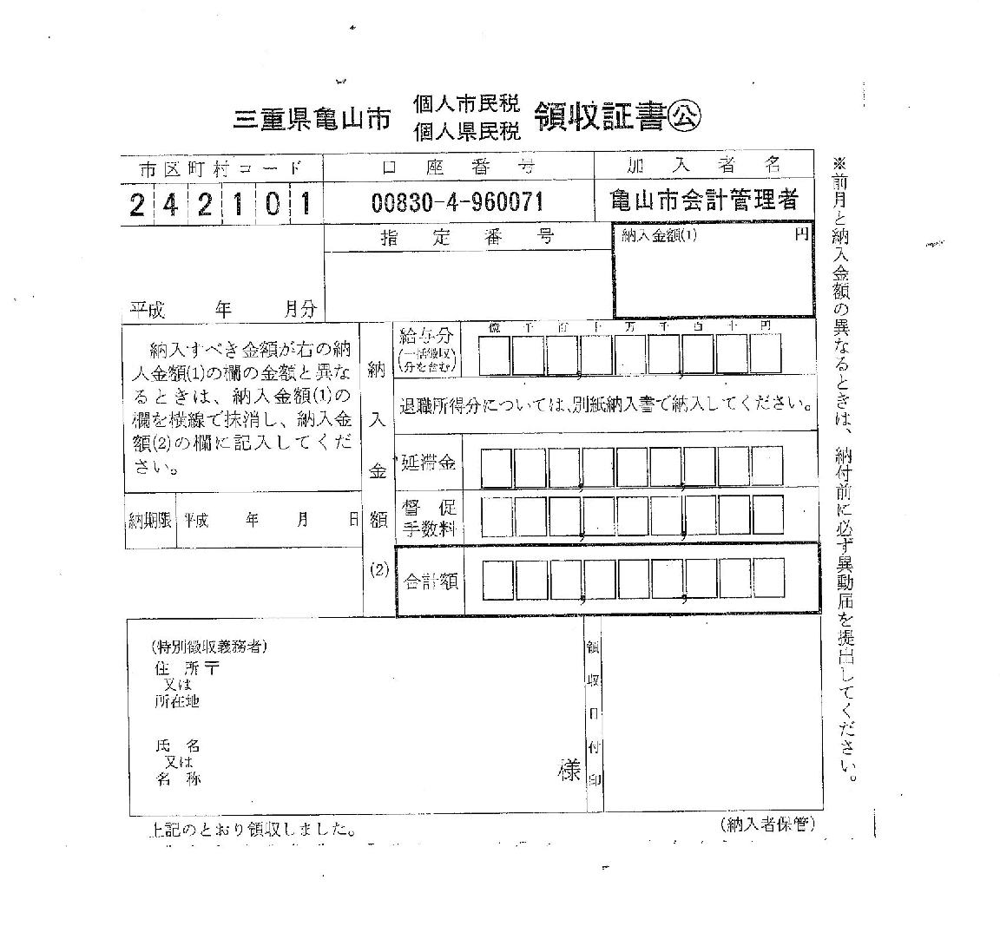 三重県亀山市 個人市民税 個人県民税 領収証書㊣
市区町村コード 口座番号 加入者名
242101 00830-4-960071 亀山市会計管理者
指定番号 納入金額(1) 円
平成 年 月分
納入すべき金額が右の納
入金額(1)の欄の金額と異な
るときは、納入金額(1)の
欄を横線で抹消し、納入金
額(2)の欄に記入してくだ
さい。
納期限 平成 年 月 日
納入金額(2)
億 千 百 十 万 千 百 十 円
給与分
(一括徴収
分を含む)
退職所得分については、別紙納入書で納入してください。
延滞金
督促
手数料
合計額
(特別徴収義務者)
住所〒
又は
所在地
氏名
又は
名称
様
領収日付印
上記のとおり領収しました。
(納入者保管)
※前月と納入金額の異なるときは、納付前に必ず異動届を提出してください。